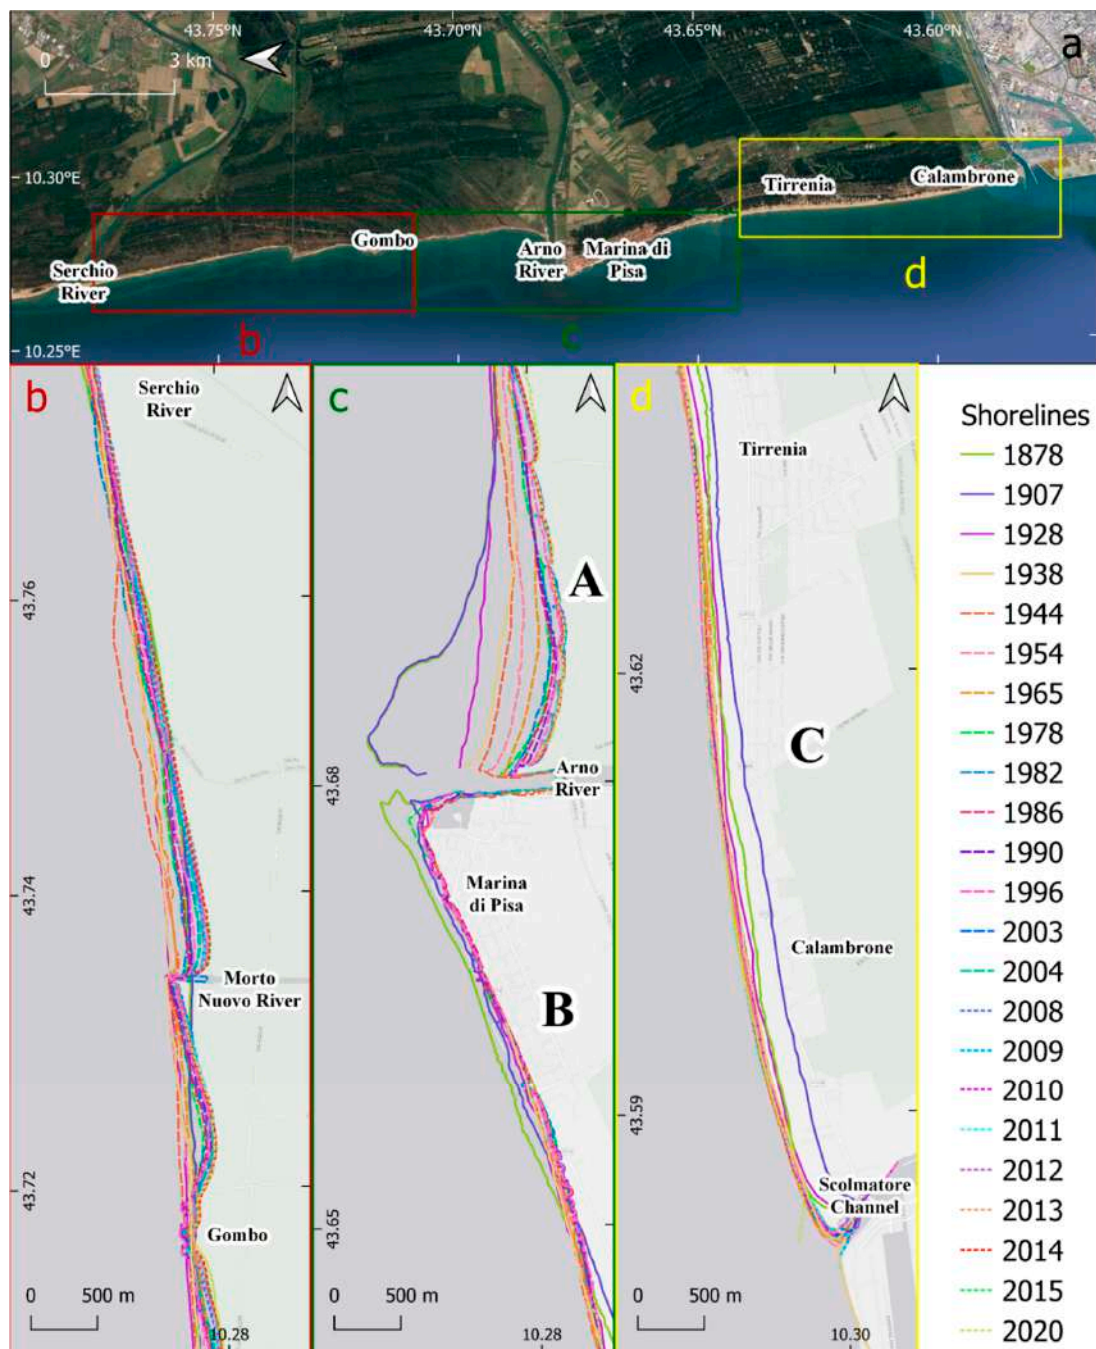 43.75°N
43.70°N
43.65°N
43.60°N
a
0
3 km
10.30°E
10.25°E
Serchio
River
Gombo
Arno
River
Marina di
Pisa
Tirrenia
Calambrone
b
c
d
b
Serchio
River
43.76
43.74
Morto
Nuovo River
43.72
Gombo
0
500 m
10.28
c
A
43.68
Arno
River
Marina
di Pisa
B
43.65
0
500 m
10.28
d
Tirrenia
43.62
C
Calambrone
43.59
Scolmatore
Channel
0
500 m
10.30
Shorelines
1878
1907
1928
1938
1944
1954
1965
1978
1982
1986
1990
1996
2003
2004
2008
2009
2010
2011
2012
2013
2014
2015
2020